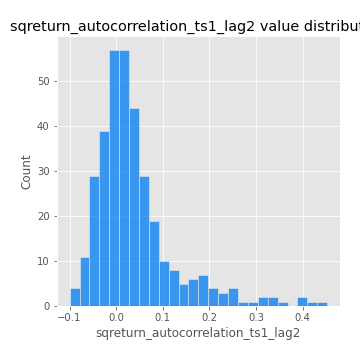 sqreturn_autocorrelation_ts1_lag2 value distribut
50
40
30
20
10
0
Count
−0.1 0.0 0.1 0.2 0.3 0.4
sqreturn_autocorrelation_ts1_lag2